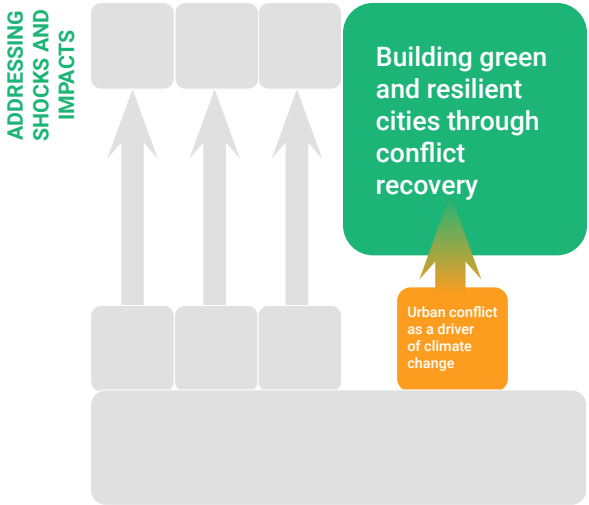 ADDRESSING
SHOCKS AND
IMPACTS
Building green
and resilient
cities through
conflict
recovery
Urban conflict
as a driver
of climate
change